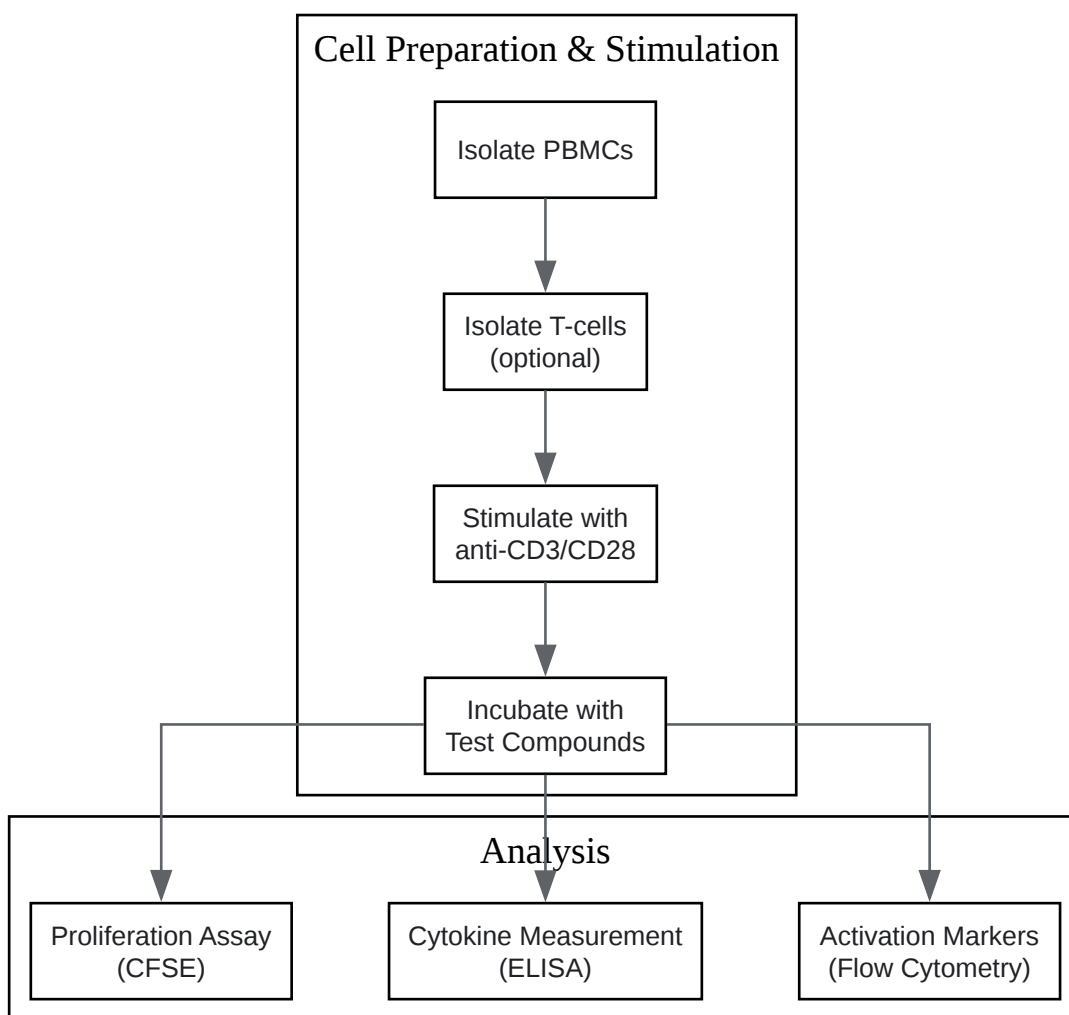 Cell Preparation & Stimulation
Isolate PBMCs
Isolate T-cells
(optional)
Stimulate with
anti-CD3/CD28
Incubate with
Test Compounds
Analysis
Proliferation Assay
(CFSE)
Cytokine Measurement
(ELISA)
Activation Markers
(Flow Cytometry)